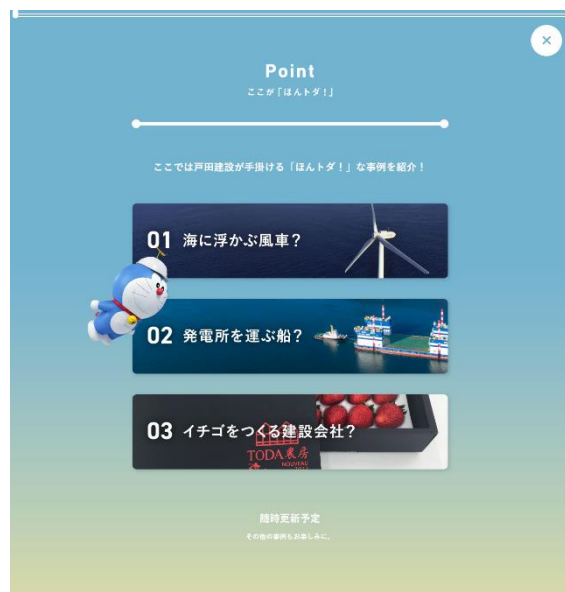 ×
Point
ここが「ほんトダ！」
ここでは戸田建設が手掛ける「ほんトダ！」な事例を紹介！
01 海に浮かぶ風車？
02 発電所を運ぶ船？
03 イチゴをつくる建設会社？
TODA農房
NOUVEAU
随時更新予定
その他の事例もお楽しみに。